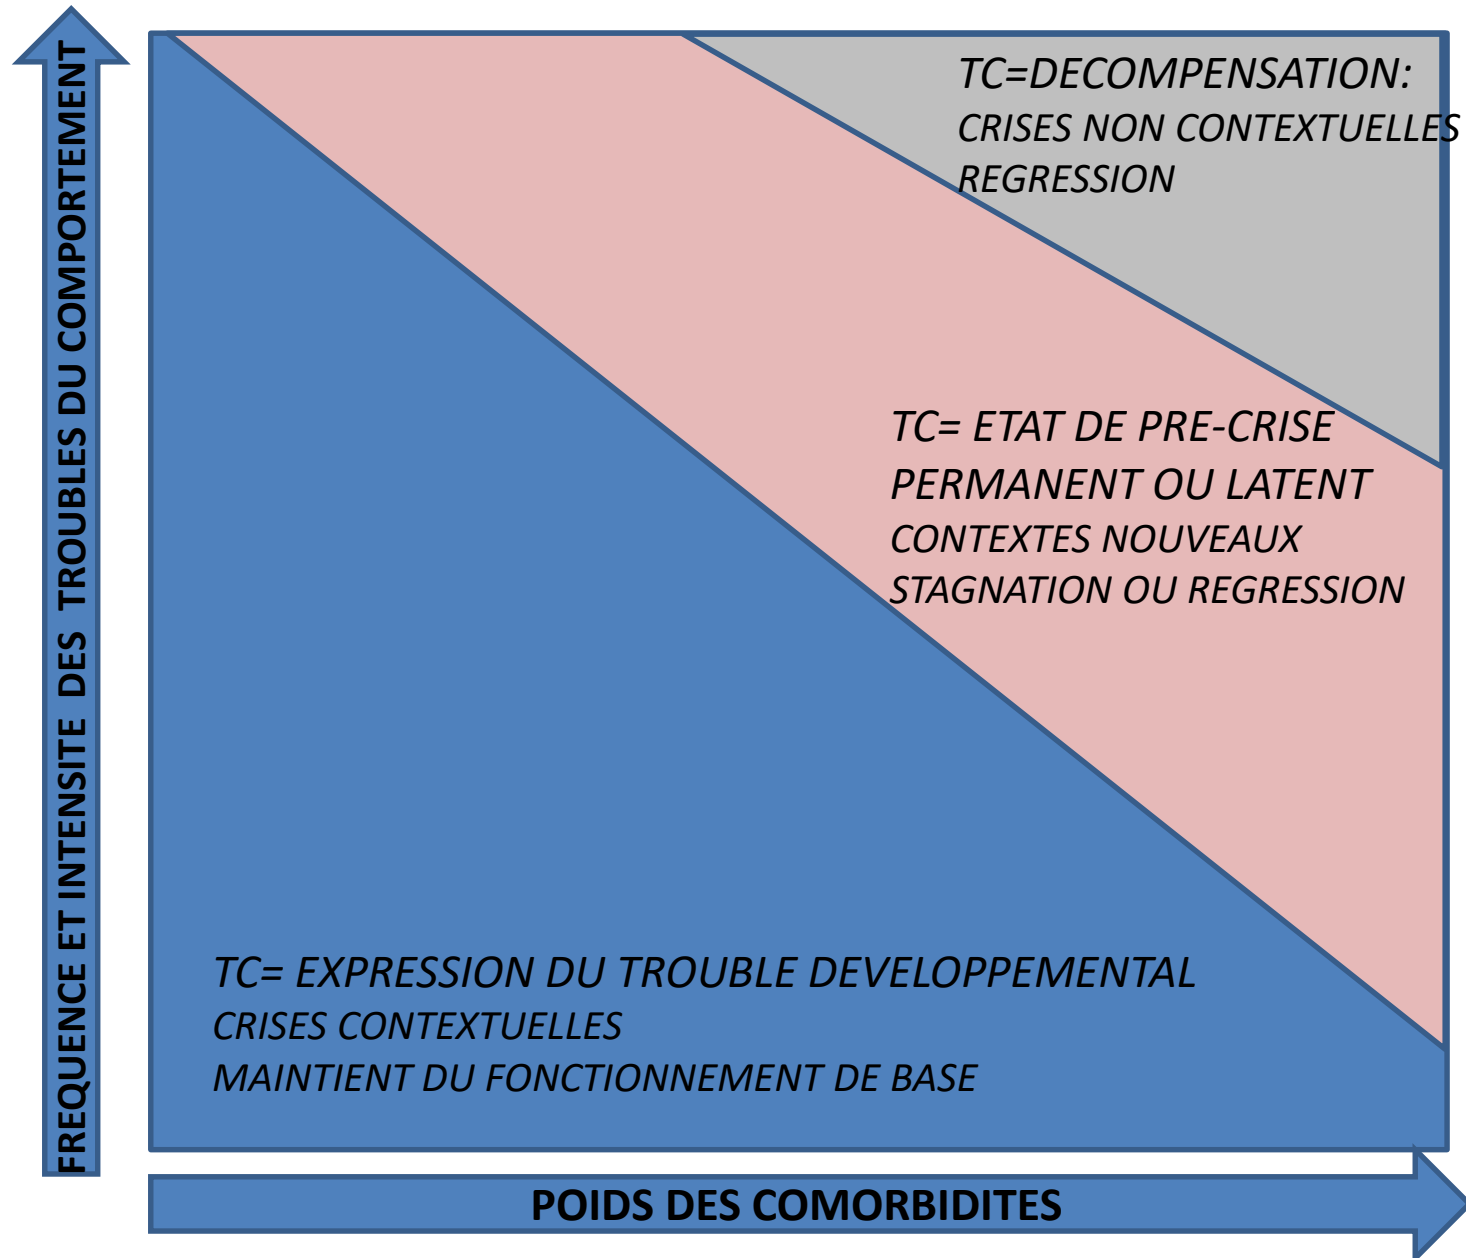 FREQUENCE ET INTENSITE DES TROUBLES DU COMPORTEMENT
TC=DECOMPENSATION:
CRISES NON CONTEXTUELLES
REGRESSION
TC= ETAT DE PRE-CRISE
PERMANENT OU LATENT
CONTEXTES NOUVEAUX
STAGNATION OU REGRESSION
TC= EXPRESSION DU TROUBLE DEVELOPPEMENTAL
CRISES CONTEXTUELLES
MAINTIENT DU FONCTIONNEMENT DE BASE
POIDS DES COMORBIDITES